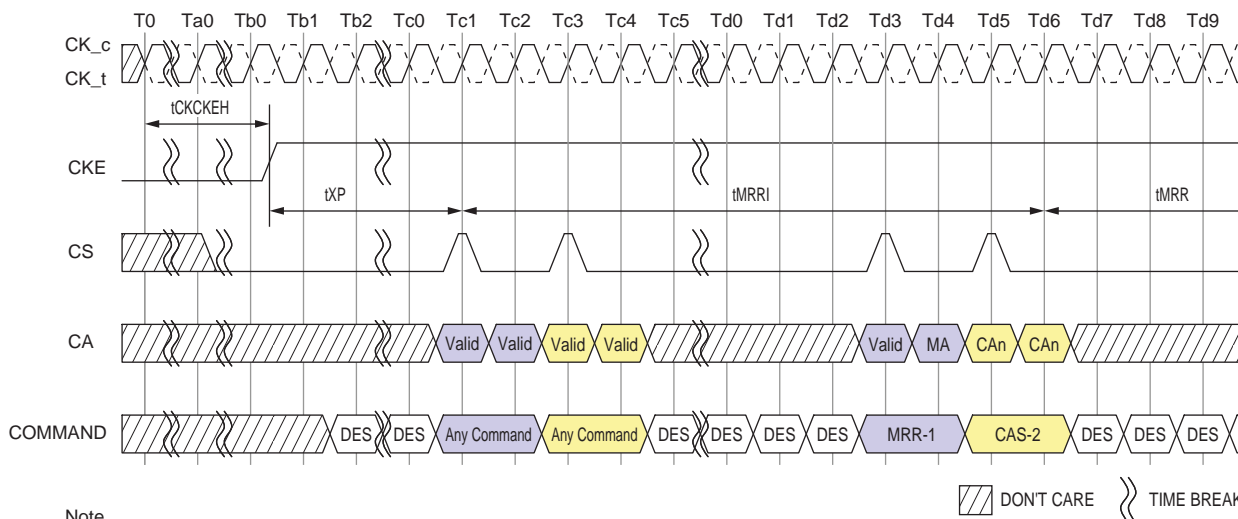 T0 Ta0 Tb0 Tb1 Tb2 Tc0 Tc1 Tc2 Tc3 Tc4 Tc5 Td0 Td1 Td2 Td3 Td4 Td5 Td6 Td7 Td8 Td9
CK_c
CK_t
tCKCKEH
CKE
tXP tMRRI tMRR
CS
CA Valid Valid Valid Valid Valid MA CAn CAn
COMMAND DES DES Any Command Any Command DES DES DES DES MRR-1 CAS-2 DES DES DES
DON'T CARE TIME BREAK
Note